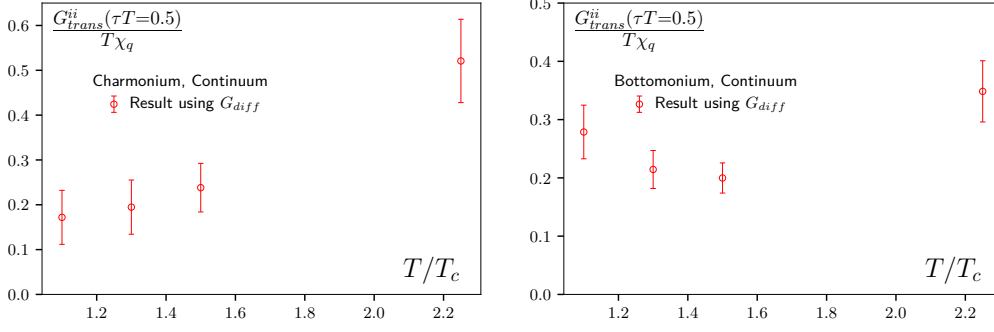 0.6
0.5
0.4
0.3
0.2
0.1
0.0
G^{ii}_{trans}(τT=0.5)
Tχ_q
Charmonium, Continuum
Result using G_{diff}
T/T_c
1.2 1.4 1.6 1.8 2.0 2.2
0.5
0.4
0.3
0.2
0.1
0.0
G^{ii}_{trans}(τT=0.5)
Tχ_q
Bottomonium, Continuum
Result using G_{diff}
T/T_c
1.2 1.4 1.6 1.8 2.0 2.2